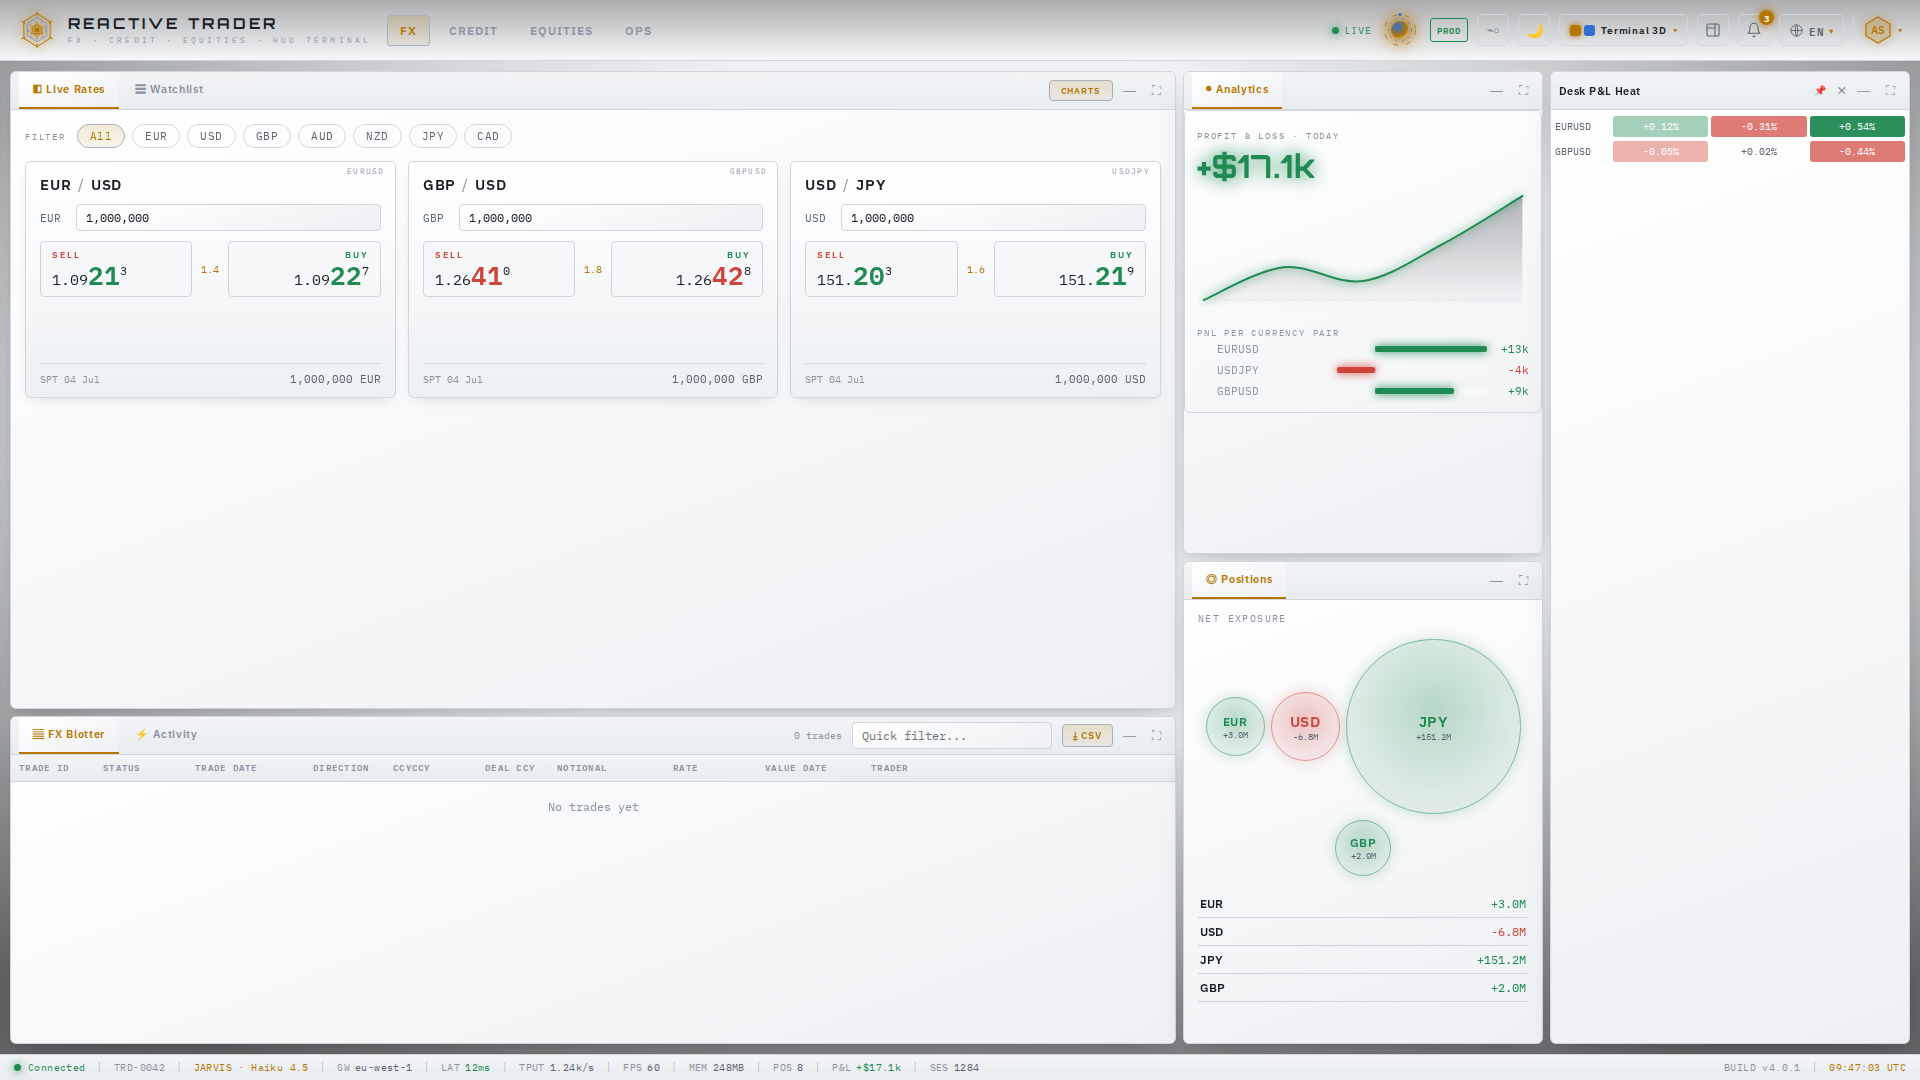 REACTIVE TRADER
FX · CREDIT · EQUITIES · HUD TERMINAL
FX CREDIT EQUITIES OPS
LIVE PROD Terminal 3D 3 EN AS
Live Rates Watchlist CHARTS
FILTER All EUR USD GBP AUD NZD JPY CAD
EURUSD
EUR / USD
EUR 1,000,000
SELL BUY
1.09213 1.4 1.09227
SPT 04 Jul 1,000,000 EUR
GBPUSD
GBP / USD
GBP 1,000,000
SELL BUY
1.26410 1.8 1.26428
SPT 04 Jul 1,000,000 GBP
USDJPY
USD / JPY
USD 1,000,000
SELL BUY
151.203 1.6 151.219
SPT 04 Jul 1,000,000 USD
FX Blotter Activity 0 trades Quick filter... CSV
TRADE ID STATUS TRADE DATE DIRECTION CCYCCY DEAL CCY NOTIONAL RATE VALUE DATE TRADER
No trades yet
Analytics
PROFIT & LOSS · TODAY
+$17.1k
PNL PER CURRENCY PAIR
EURUSD +13k
USDJPY -4k
GBPUSD +9k
Positions
NET EXPOSURE
EUR
+3.0M
USD
-6.8M
JPY
+151.2M
GBP
+2.0M
EUR +3.0M
USD -6.8M
JPY +151.2M
GBP +2.0M
Desk P&L Heat
EURUSD +0.12% -0.31% +0.54%
GBPUSD -0.05% +0.02% -0.44%
Connected TRD-0042 JARVIS · Haiku 4.5 GW eu-west-1 LAT 12ms TPUT 1.24k/s FPS 60 MEM 248MB POS 8 P&L +$17.1k SES 1284 BUILD v4.0.1 09:47:03 UTC